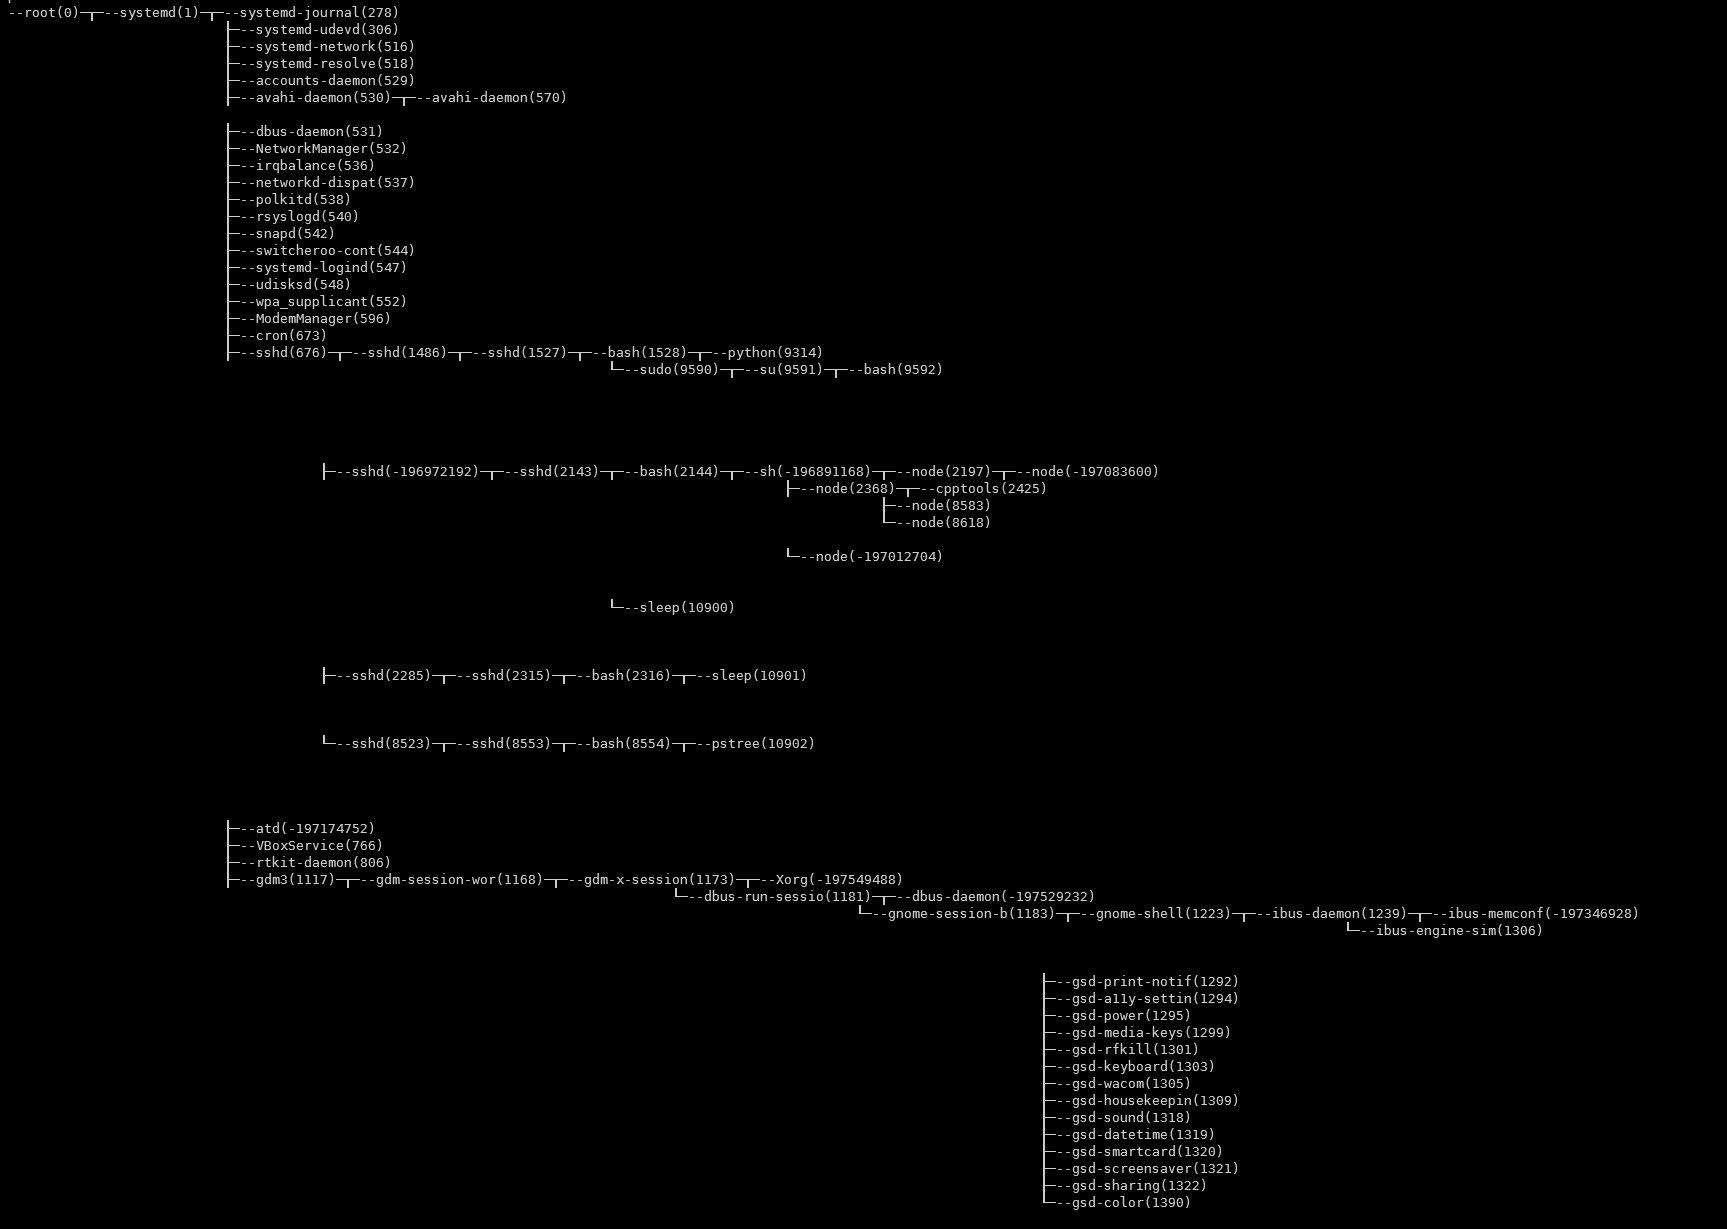 --root(0)─┬─--systemd(1)─┬─--systemd-journal(278)
├─--systemd-udevd(306)
├─--systemd-network(516)
├─--systemd-resolve(518)
├─--accounts-daemon(529)
├─--avahi-daemon(530)─┬─--avahi-daemon(570)
├─--dbus-daemon(531)
├─--NetworkManager(532)
├─--irqbalance(536)
├─--networkd-dispat(537)
├─--polkitd(538)
├─--rsyslogd(540)
├─--snapd(542)
├─--switcheroo-cont(544)
├─--systemd-logind(547)
├─--udisksd(548)
├─--wpa_supplicant(552)
├─--ModemManager(596)
├─--cron(673)
├─--sshd(676)─┬─--sshd(1486)─┬─--sshd(1527)─┬─--bash(1528)─┬─--python(9314)
└─--sudo(9590)─┬─--su(9591)─┬─--bash(9592)
├─--sshd(-196972192)─┬─--sshd(2143)─┬─--bash(2144)─┬─--sh(-196891168)─┬─--node(2197)─┬─--node(-197083600)
├─--node(2368)─┬─--cpptools(2425)
├─--node(8583)
└─--node(8618)
└─--node(-197012704)
└─--sleep(10900)
├─--sshd(2285)─┬─--sshd(2315)─┬─--bash(2316)─┬─--sleep(10901)
└─--sshd(8523)─┬─--sshd(8553)─┬─--bash(8554)─┬─--pstree(10902)
├─--atd(-197174752)
├─--VBoxService(766)
├─--rtkit-daemon(806)
├─--gdm3(1117)─┬─--gdm-session-wor(1168)─┬─--gdm-x-session(1173)─┬─--Xorg(-197549488)
└─--dbus-run-sessio(1181)─┬─--dbus-daemon(-197529232)
└─--gnome-session-b(1183)─┬─--gnome-shell(1223)─┬─--ibus-daemon(1239)─┬─--ibus-memconf(-197346928)
└─--ibus-engine-sim(1306)
├─--gsd-print-notif(1292)
├─--gsd-a11y-settin(1294)
├─--gsd-power(1295)
├─--gsd-media-keys(1299)
├─--gsd-rfkill(1301)
├─--gsd-keyboard(1303)
├─--gsd-wacom(1305)
├─--gsd-housekeepin(1309)
├─--gsd-sound(1318)
├─--gsd-datetime(1319)
├─--gsd-smartcard(1320)
├─--gsd-screensaver(1321)
├─--gsd-sharing(1322)
└─--gsd-color(1390)